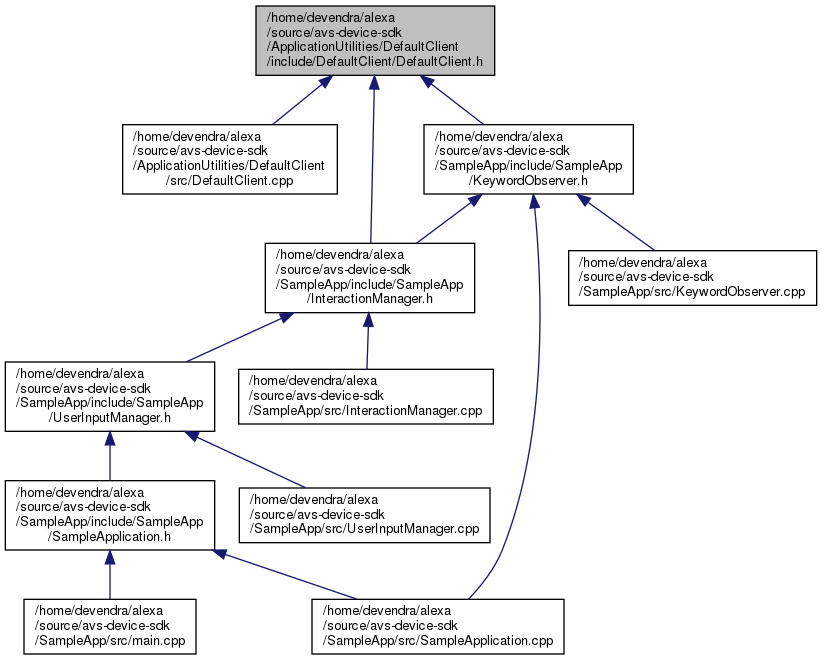 /home/devendra/alexa
/source/avs-device-sdk
/ApplicationUtilities/DefaultClient
/include/DefaultClient/DefaultClient.h
/home/devendra/alexa
/source/avs-device-sdk
/ApplicationUtilities/DefaultClient
/src/DefaultClient.cpp
/home/devendra/alexa
/source/avs-device-sdk
/SampleApp/include/SampleApp
/KeywordObserver.h
/home/devendra/alexa
/source/avs-device-sdk
/SampleApp/include/SampleApp
/InteractionManager.h
/home/devendra/alexa
/source/avs-device-sdk
/SampleApp/src/KeywordObserver.cpp
/home/devendra/alexa
/source/avs-device-sdk
/SampleApp/include/SampleApp
/UserInputManager.h
/home/devendra/alexa
/source/avs-device-sdk
/SampleApp/src/InteractionManager.cpp
/home/devendra/alexa
/source/avs-device-sdk
/SampleApp/include/SampleApp
/SampleApplication.h
/home/devendra/alexa
/source/avs-device-sdk
/SampleApp/src/UserInputManager.cpp
/home/devendra/alexa
/source/avs-device-sdk
/SampleApp/src/main.cpp
/home/devendra/alexa
/source/avs-device-sdk
/SampleApp/src/SampleApplication.cpp